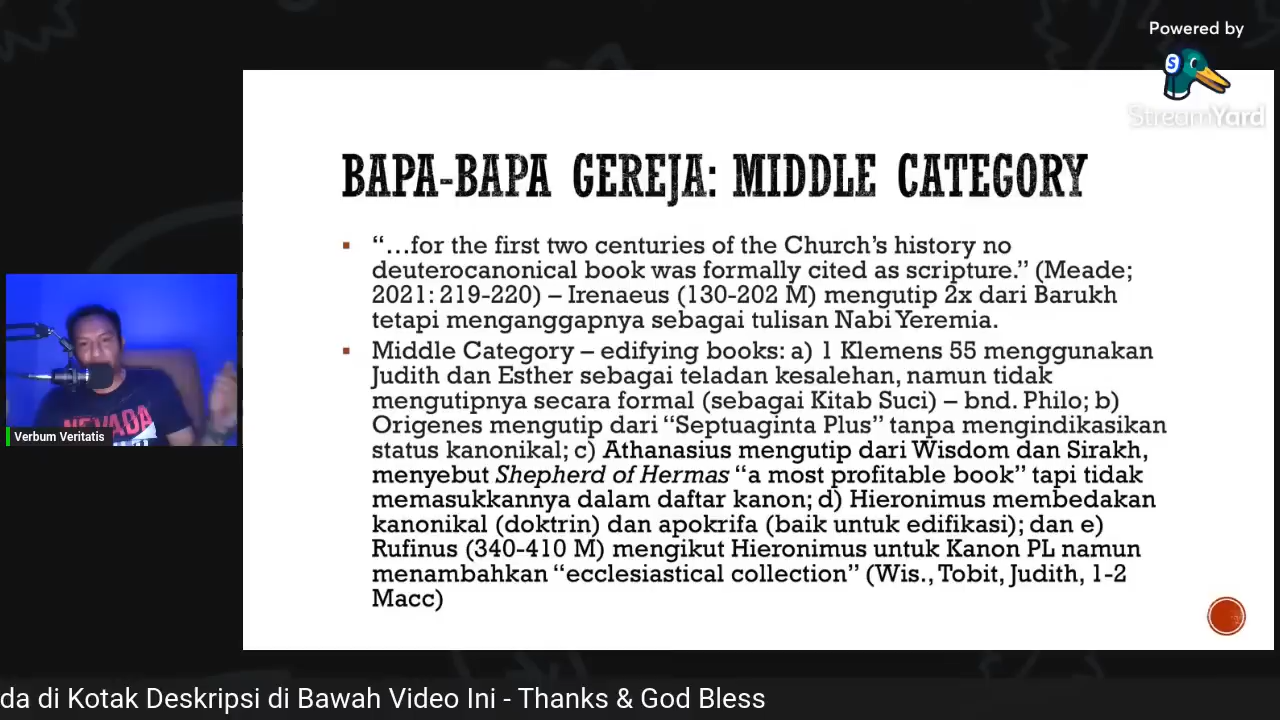 Powered by
StreamYard
BAPA-BAPA GEREJA: MIDDLE CATEGORY
▪ “…for the first two centuries of the Church’s history no
deuterocanonical book was formally cited as scripture.” (Meade;
2021: 219-220) – Irenaeus (130-202 M) mengutip 2x dari Barukh
tetapi menganggapnya sebagai tulisan Nabi Yeremia.
▪ Middle Category – edifying books: a) 1 Klemens 55 menggunakan
Judith dan Esther sebagai teladan kesalehan, namun tidak
mengutipnya secara formal (sebagai Kitab Suci) – bnd. Philo; b)
Origenes mengutip dari “Septuaginta Plus” tanpa mengindikasikan
status kanonikal; c) Athanasius mengutip dari Wisdom dan Sirakh,
menyebut Shepherd of Hermas “a most profitable book” tapi tidak
memasukkannya dalam daftar kanon; d) Hieronimus membedakan
kanonikal (doktrin) dan apokrifa (baik untuk edifikasi); dan e)
Rufinus (340-410 M) mengikut Hieronimus untuk Kanon PL namun
menambahkan “ecclesiastical collection” (Wis., Tobit, Judith, 1-2
Macc)
NEVADA
Verbum Veritatis
da di Kotak Deskripsi di Bawah Video Ini - Thanks & God Bless